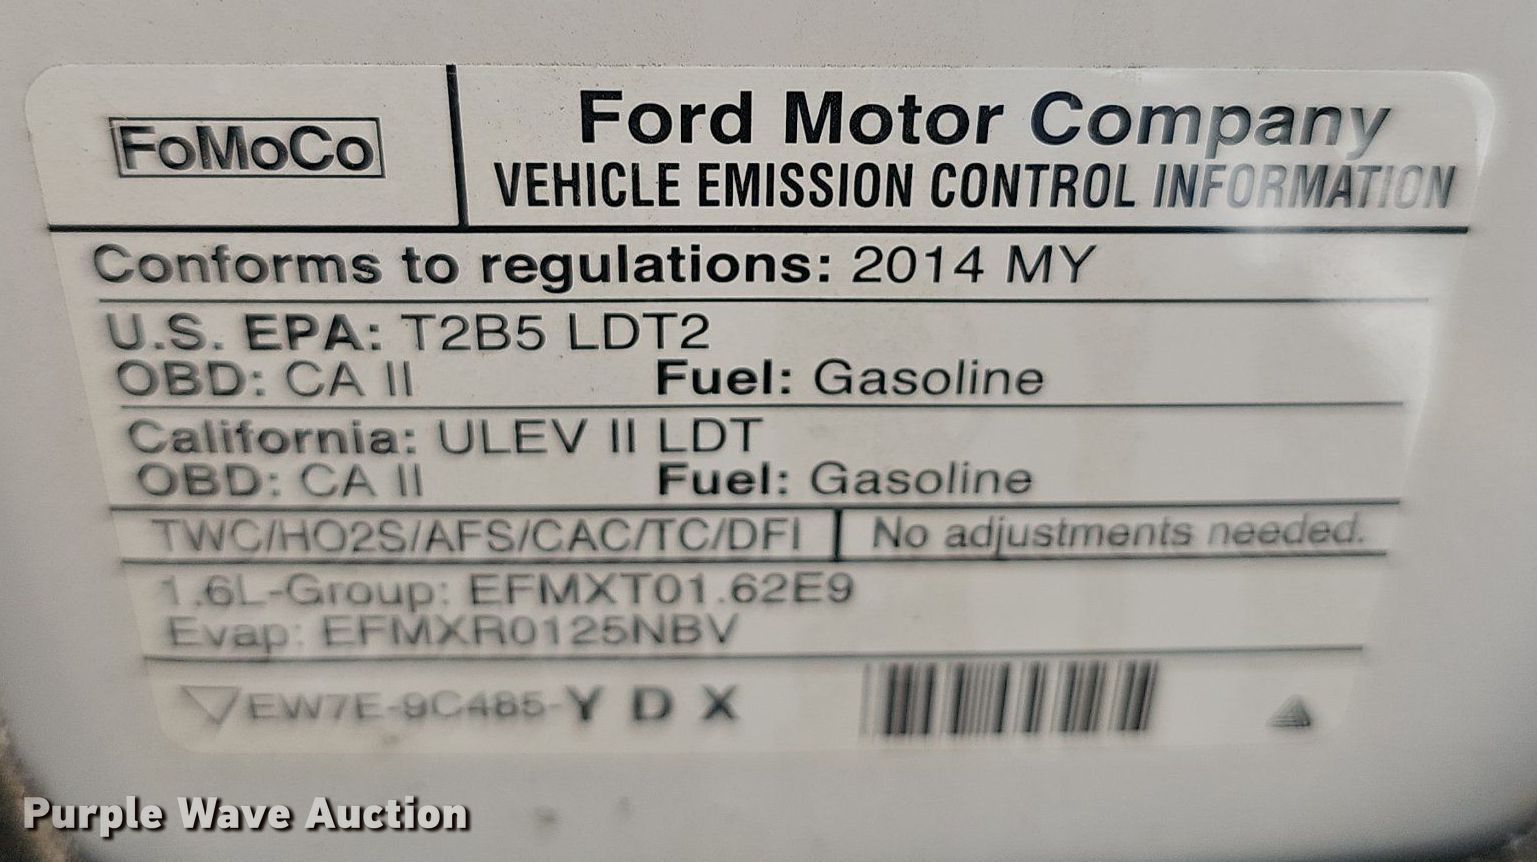 FoMoCo
Ford Motor Company
VEHICLE EMISSION CONTROL INFORMATION
Conforms to regulations: 2014 MY
U.S. EPA: T2B5 LDT2
OBD: CA II Fuel: Gasoline
California: ULEV II LDT
OBD: CA II Fuel: Gasoline
TWC/HO2S/AFS/CAC/TC/DFI No adjustments needed.
1.6L-Group: EFMXT01.62E9
Evap: EFMXR0125NBV
EW7E-9C485-Y D X
Purple Wave Auction